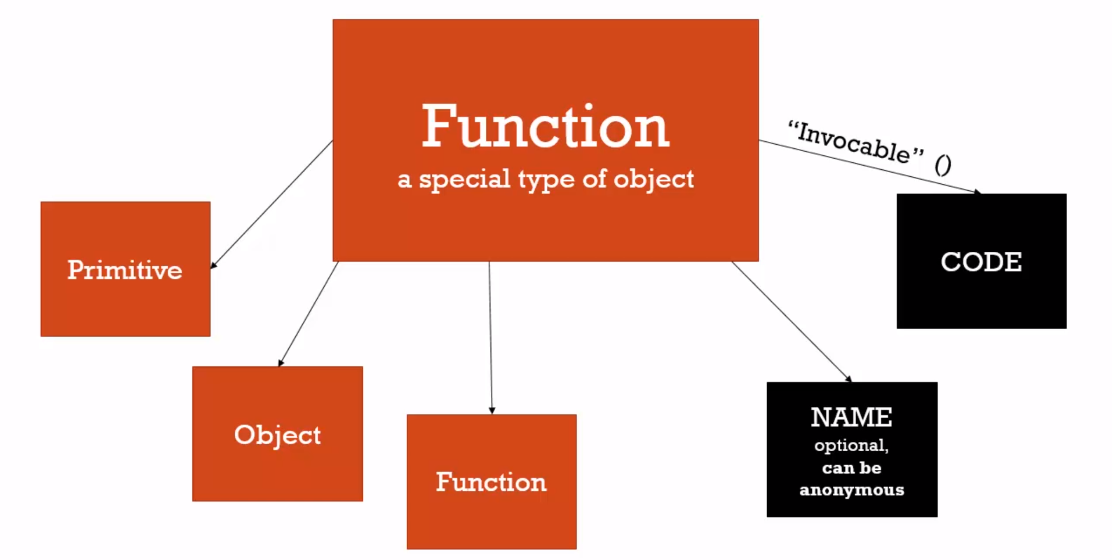 Function
a special type of object
"Invocable" ()
Primitive
CODE
Object
Function
NAME
optional,
can be
anonymous